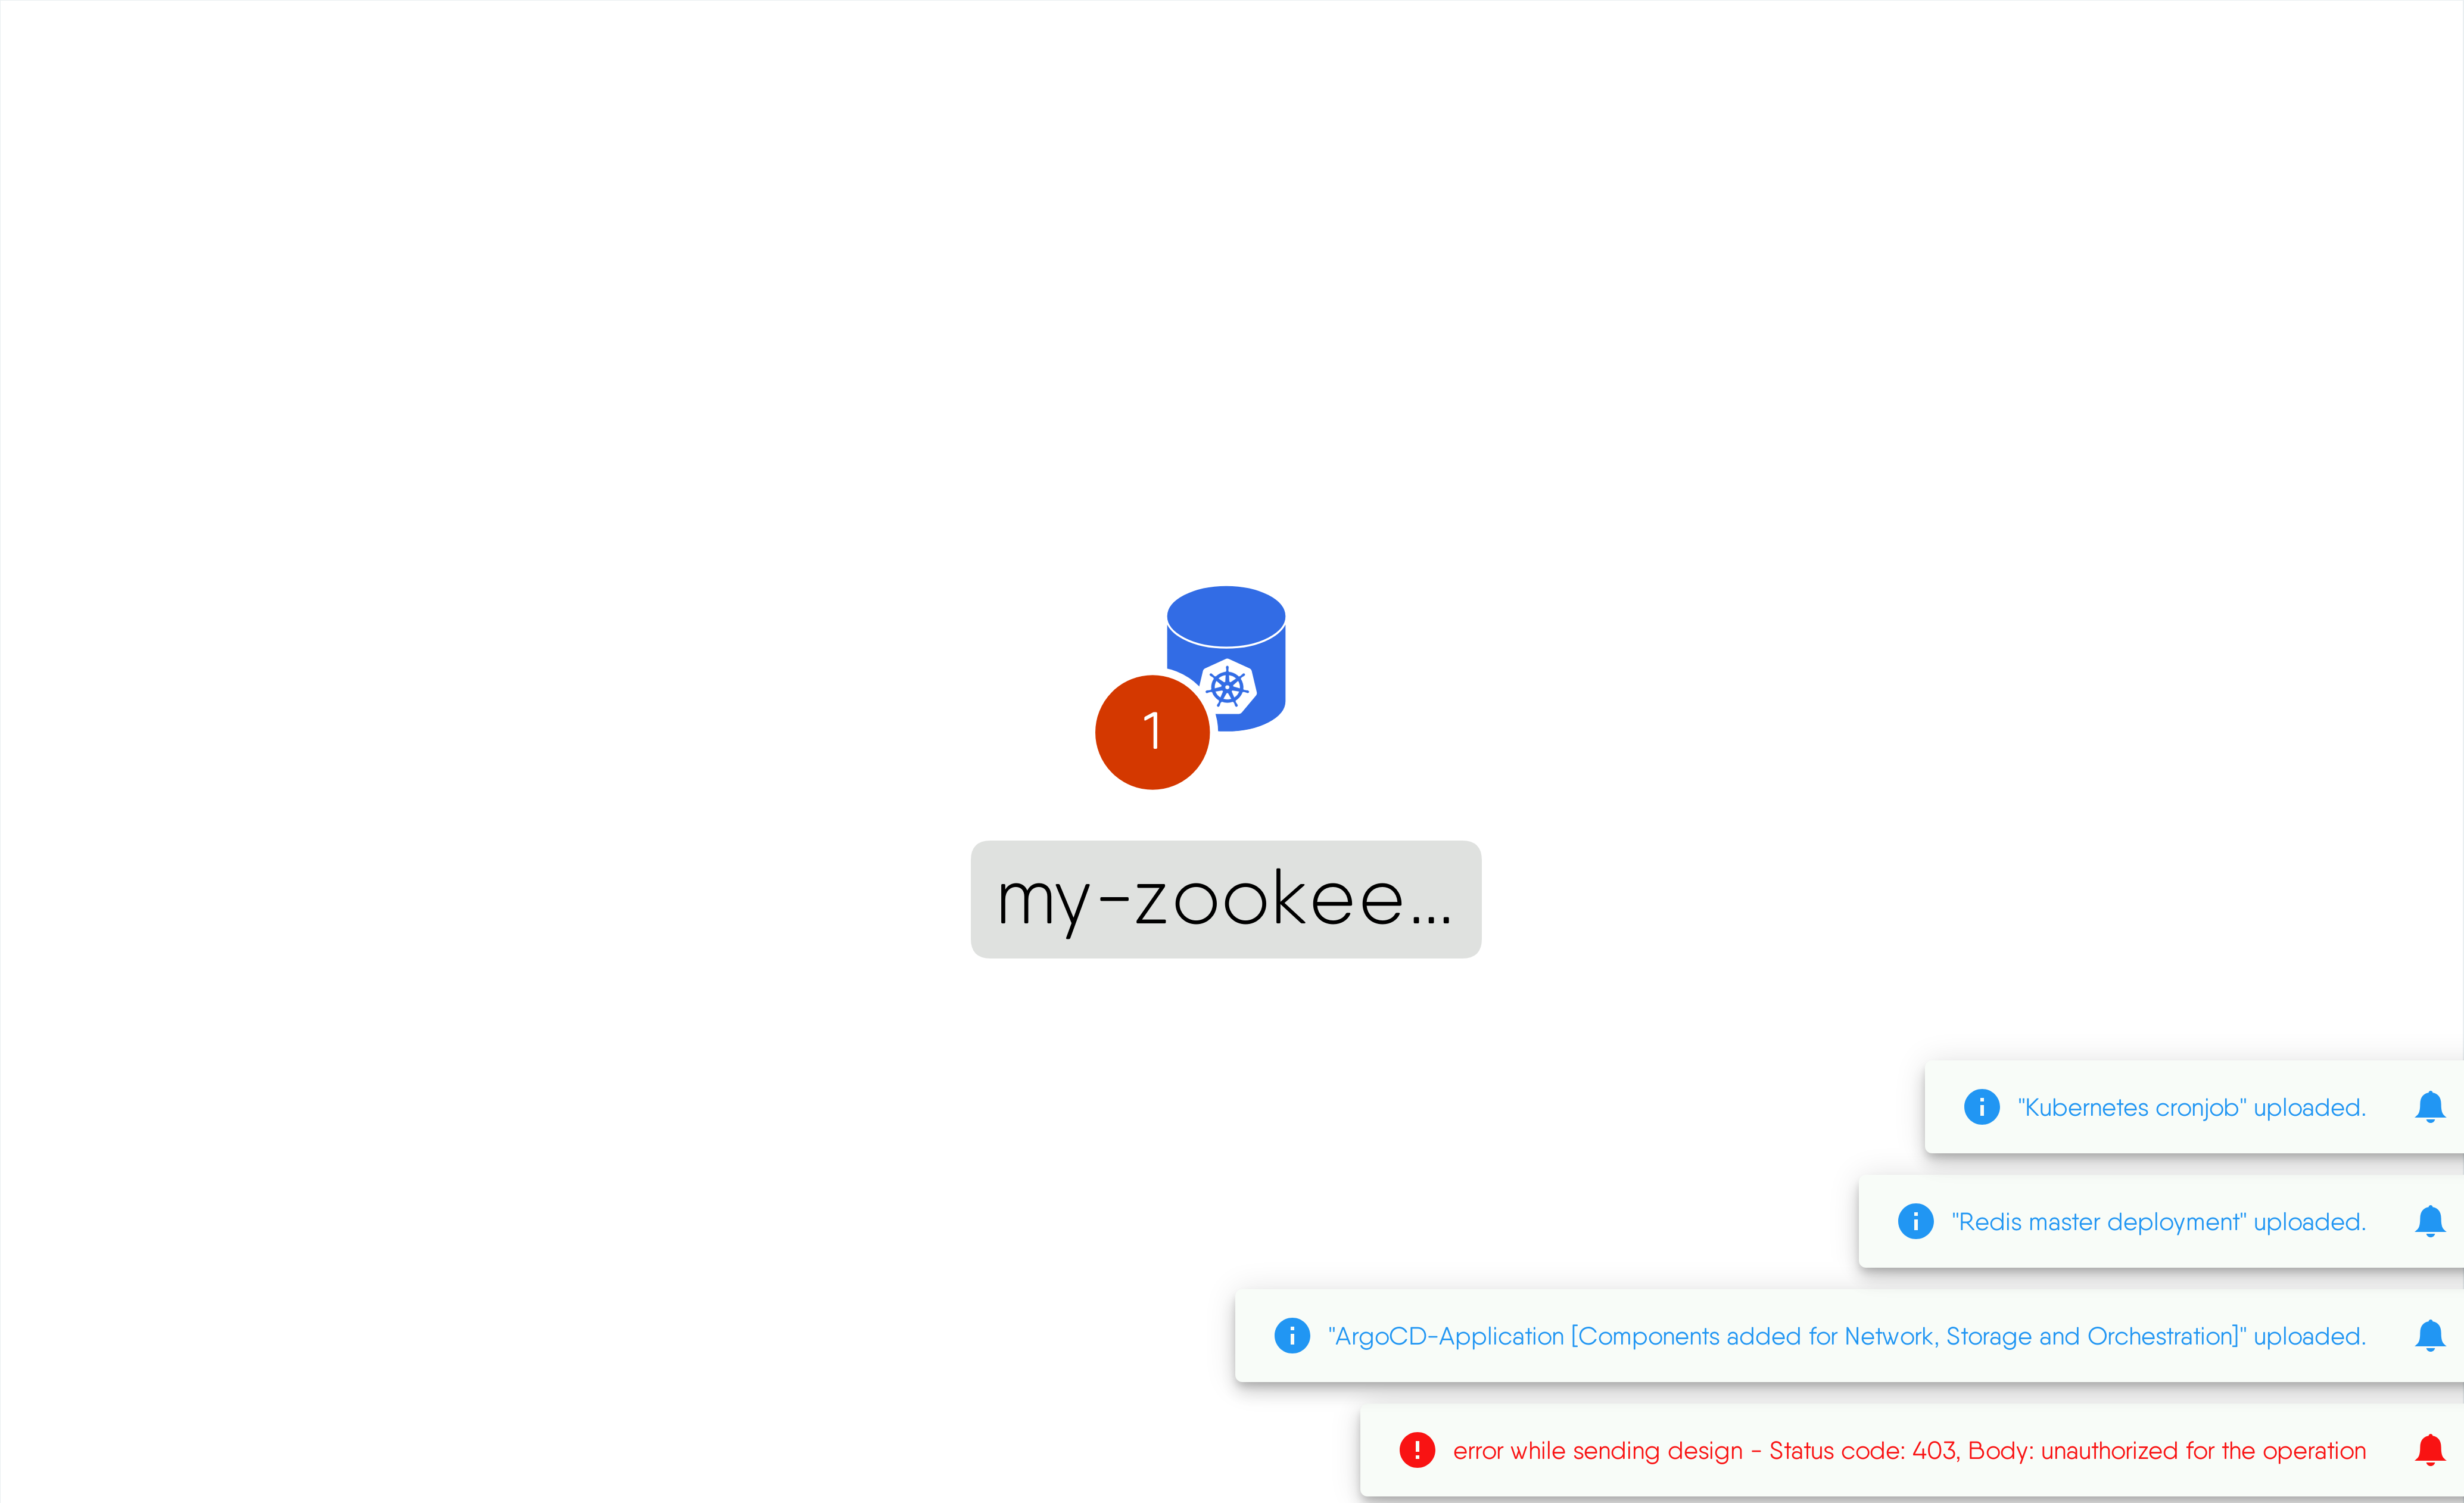 1
my-zookee...
"Kubernetes cronjob" uploaded.
"Redis master deployment" uploaded.
"ArgoCD-Application [Components added for Network, Storage and Orchestration]" uploaded.
error while sending design - Status code: 403, Body: unauthorized for the operation